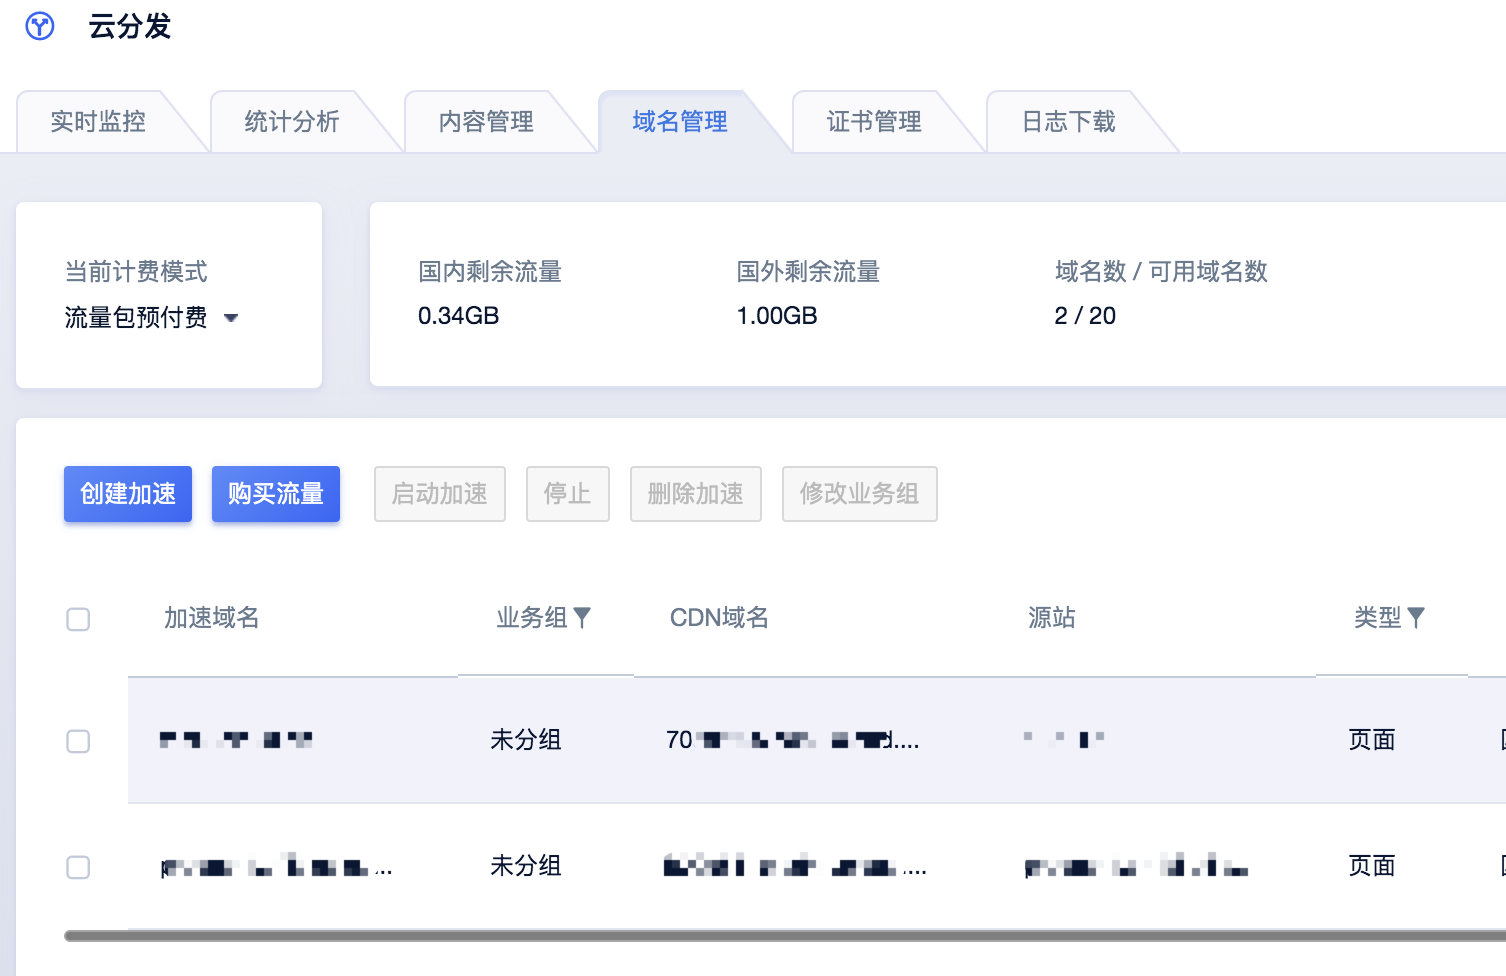 云分发
实时监控 统计分析 内容管理 域名管理 证书管理 日志下载
当前计费模式 国内剩余流量 国外剩余流量 域名数 / 可用域名数
流量包预付费 0.34GB 1.00GB 2 / 20
创建加速 购买流量 启动加速 停止 删除加速 修改业务组
加速域名 业务组 CDN域名 源站 类型
未分组 70 d.... 页面
... 未分组 .... 页面